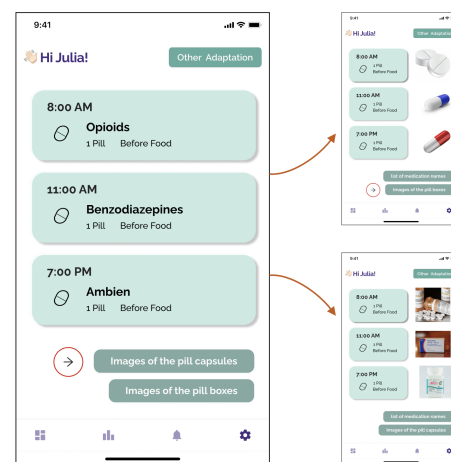 9:41
Hi Julia!
Other Adaptation
8:00 AM
Opioids
1 Pill Before Food
11:00 AM
Benzodiazepines
1 Pill Before Food
7:00 PM
Ambien
1 Pill Before Food
Images of the pill capsules
Images of the pill boxes
9:41
Hi Julia!
Other Adaptation
8:00 AM
1 Pill
Before Food
11:00 AM
1 Pill
Before Food
7:00 PM
1 Pill
Before Food
list of medication names
Images of the pill boxes
9:41
Hi Julia!
Other Adaptation
8:00 AM
1 Pill
Before Food
11:00 AM
1 Pill
Before Food
7:00 PM
1 Pill
Before Food
list of medication names
Images of the pill capsules